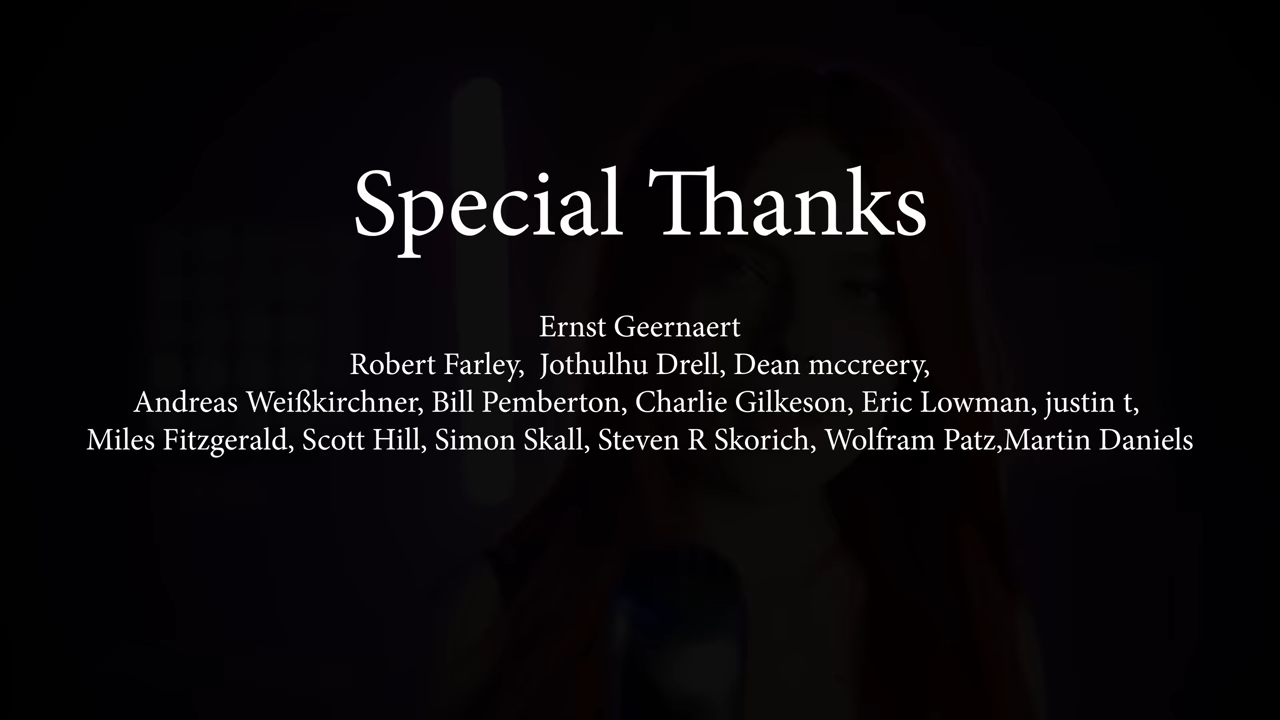 Special Thanks
Ernst Geernaert
Robert Farley,  Jothulhu Drell, Dean mccreery,
Andreas Weißkirchner, Bill Pemberton, Charlie Gilkeson, Eric Lowman, justin t,
Miles Fitzgerald, Scott Hill, Simon Skall, Steven R Skorich, Wolfram Patz,Martin Daniels